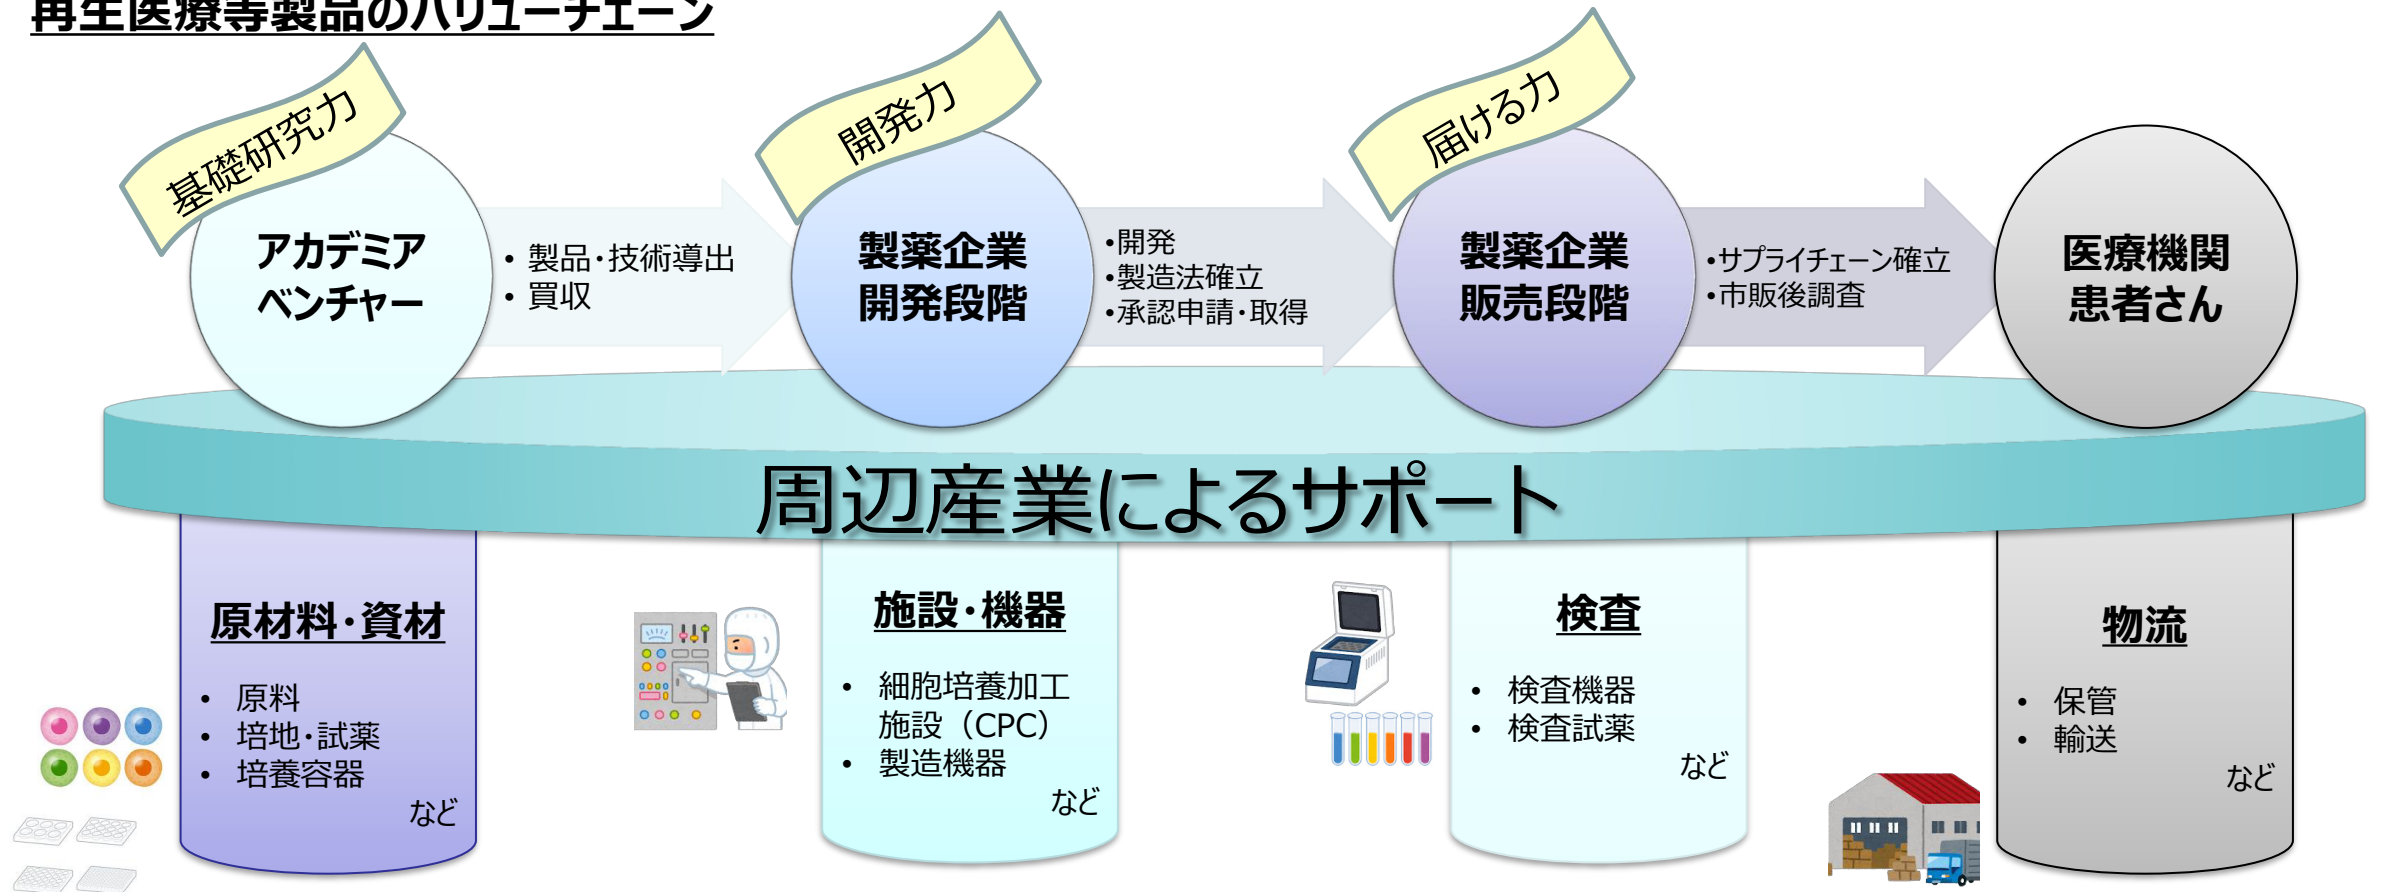 再生医療等製品のバリューチェーン
基礎研究力
開発力
届ける力
アカデミア
ベンチャー
• 製品・技術導出
• 買収
製薬企業
開発段階
•開発
•製造法確立
•承認申請・取得
製薬企業
販売段階
•サプライチェーン確立
•市販後調査
医療機関
患者さん
周辺産業によるサポート
原材料・資材
• 原料
• 培地・試薬
• 培養容器
など
施設・機器
• 細胞培養加工
施設（CPC）
• 製造機器
など
検査
• 検査機器
• 検査試薬
など
物流
• 保管
• 輸送
など